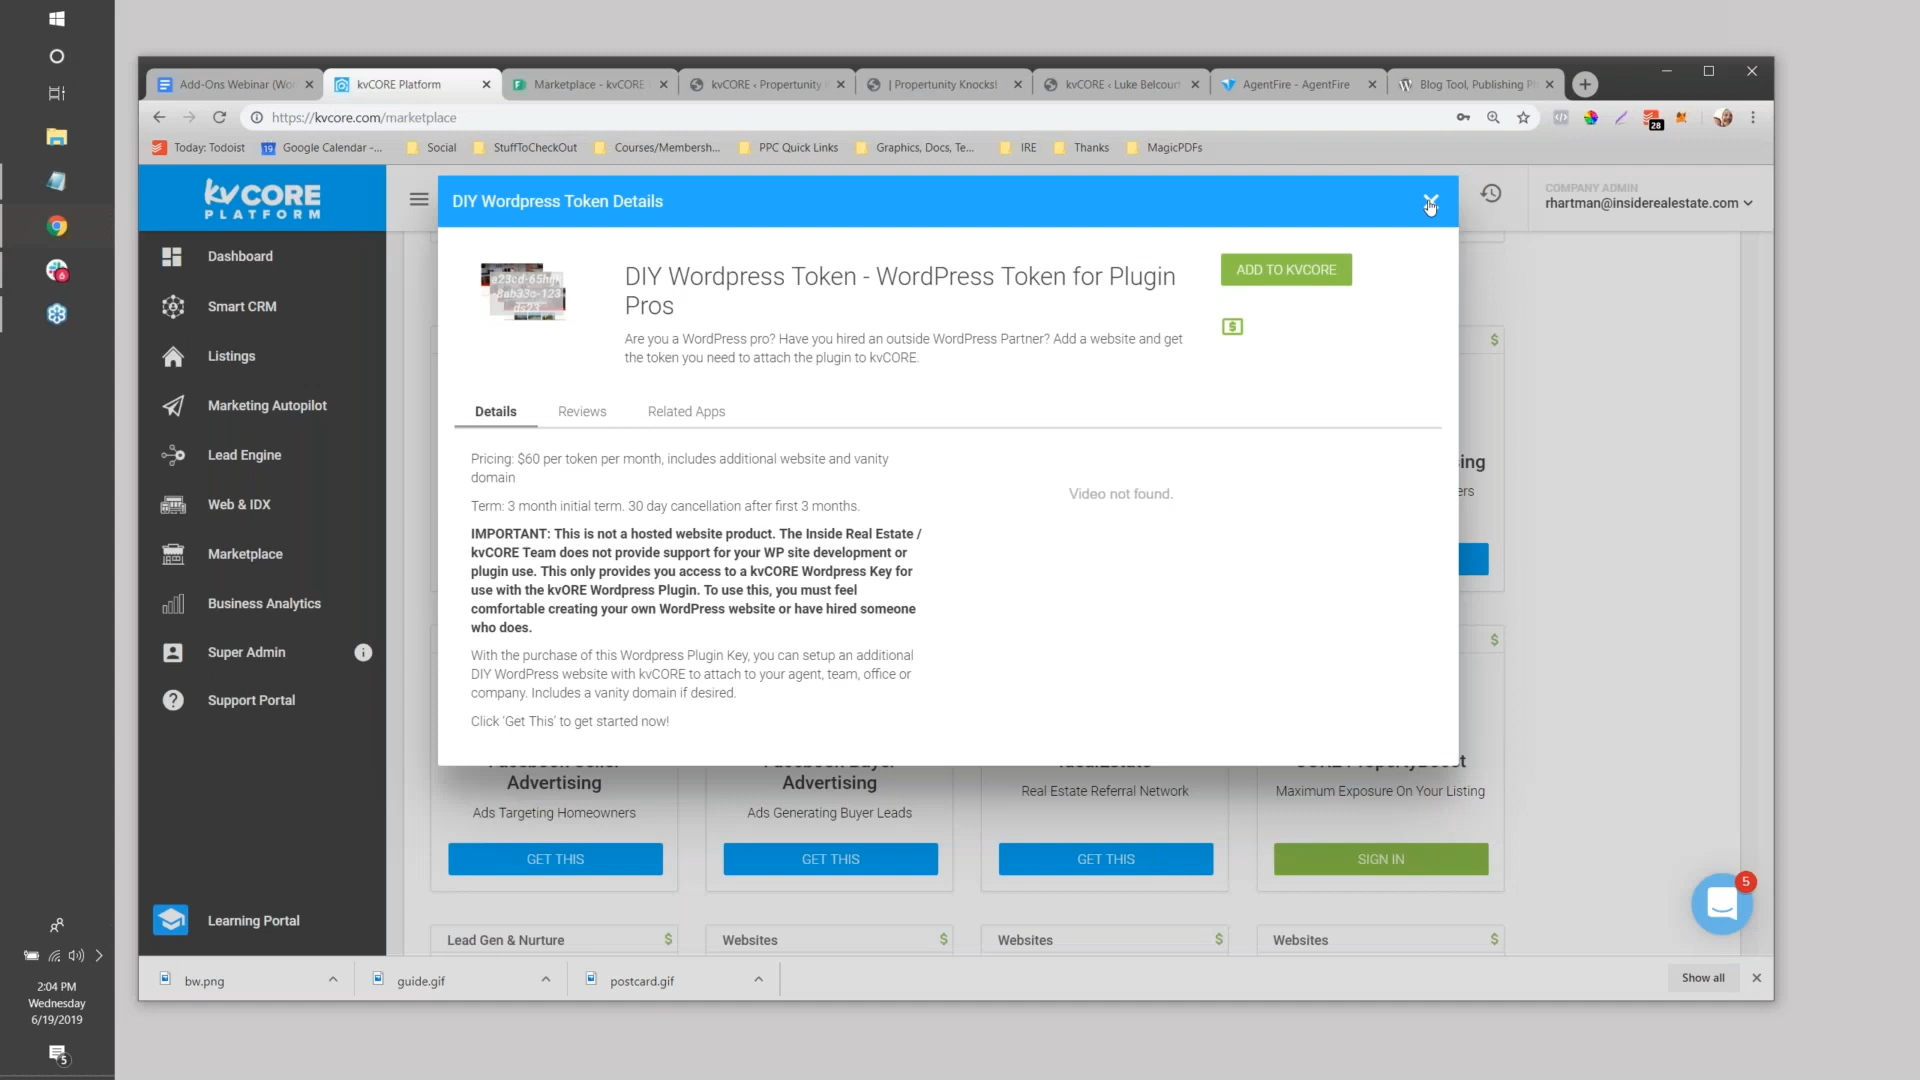 Add-Ons Webinar (Wo
kvCORE Platform
Marketplace - kvCORE
kvCORE ‹ Propertunity
| Propertunity Knocks!
kvCORE ‹ Luke Belcourt
AgentFire - AgentFire
Blog Tool, Publishing Pl
https://kvcore.com/marketplace
28
Today: Todoist
19
Google Calendar -...
Social
StuffToCheckOut
Courses/Membersh...
PPC Quick Links
Graphics, Docs, Te...
IRE
Thanks
MagicPDFs
kvCORE
PLATFORM
DIY Wordpress Token Details
COMPANY ADMIN
rhartman@insiderealestate.com
Dashboard
Smart CRM
Listings
Marketing Autopilot
Lead Engine
Web & IDX
Marketplace
Business Analytics
Super Admin
Support Portal
Learning Portal
DIY Wordpress Token - WordPress Token for Plugin
Pros
ADD TO KVCORE
Are you a WordPress pro? Have you hired an outside WordPress Partner? Add a website and get
the token you need to attach the plugin to kvCORE.
Details
Reviews
Related Apps
Pricing: $60 per token per month, includes additional website and vanity
domain
Term: 3 month initial term. 30 day cancellation after first 3 months.
IMPORTANT: This is not a hosted website product. The Inside Real Estate /
kvCORE Team does not provide support for your WP site development or
plugin use. This only provides you access to a kvCORE Wordpress Key for
use with the kvORE Wordpress Plugin. To use this, you must feel
comfortable creating your own WordPress website or have hired someone
who does.
With the purchase of this Wordpress Plugin Key, you can setup an additional
DIY WordPress website with kvCORE to attach to your agent, team, office or
company. Includes a vanity domain if desired.
Click 'Get This' to get started now!
Video not found.
ing
ers
Advertising
Ads Targeting Homeowners
GET THIS
Advertising
Ads Generating Buyer Leads
GET THIS
Real Estate Referral Network
GET THIS
Maximum Exposure On Your Listing
SIGN IN
5
Lead Gen & Nurture
$
Websites
$
Websites
$
Websites
$
bw.png
guide.gif
postcard.gif
Show all
6
2:04 PM
Wednesday
6/19/2019
5